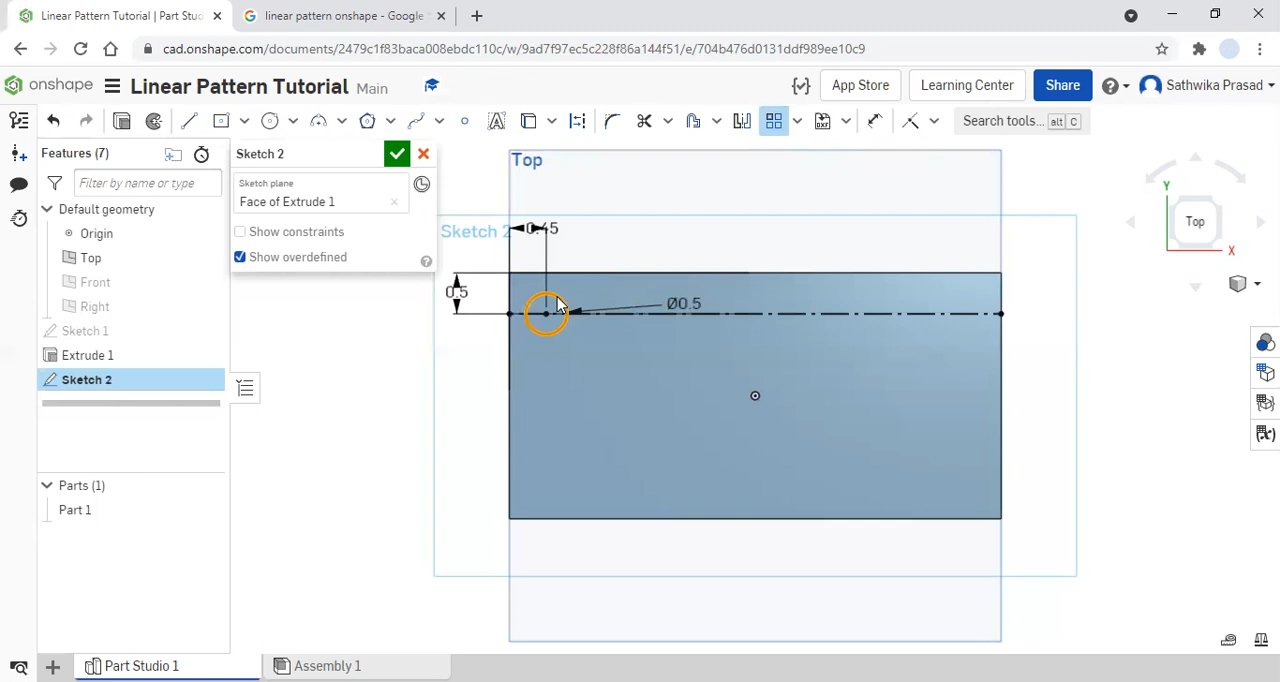 Linear Pattern Tutorial | Part Studi
linear pattern onshape - Google S
cad.onshape.com/documents/2479c1f83baca008ebdc110c/w/9ad7f97ec5c228f86a144f51/e/704b476d0131ddf989ee10c9
onshape
Linear Pattern Tutorial Main
App Store
Learning Center
Share
Sathwika Prasad
Search tools... alt C
Features (7)
Filter by name or type
Default geometry
Origin
Top
Front
Right
Sketch 1
Extrude 1
Sketch 2
Parts (1)
Part 1
Sketch 2
Sketch plane
Face of Extrude 1
Show constraints
Show overdefined
Top
Sketch 2
0.45
0.5
Ø0.5
Y
Top
X
Part Studio 1
Assembly 1